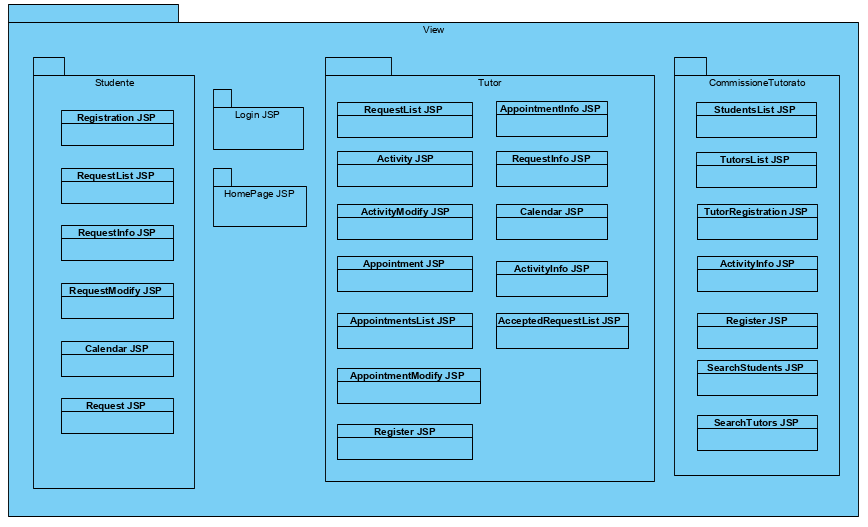 View
Studente
Registration JSP
RequestList JSP
RequestInfo JSP
RequestModify JSP
Calendar JSP
Request JSP
Login JSP
HomePage JSP
Tutor
RequestList JSP
Activity JSP
ActivityModify JSP
Appointment JSP
AppointmentsList JSP
AppointmentModify JSP
Register JSP
AppointmentInfo JSP
RequestInfo JSP
Calendar JSP
ActivityInfo JSP
AcceptedRequestList JSP
CommissioneTutorato
StudentsList JSP
TutorsList JSP
TutorRegistration JSP
ActivityInfo JSP
Register JSP
SearchStudents JSP
SearchTutors JSP